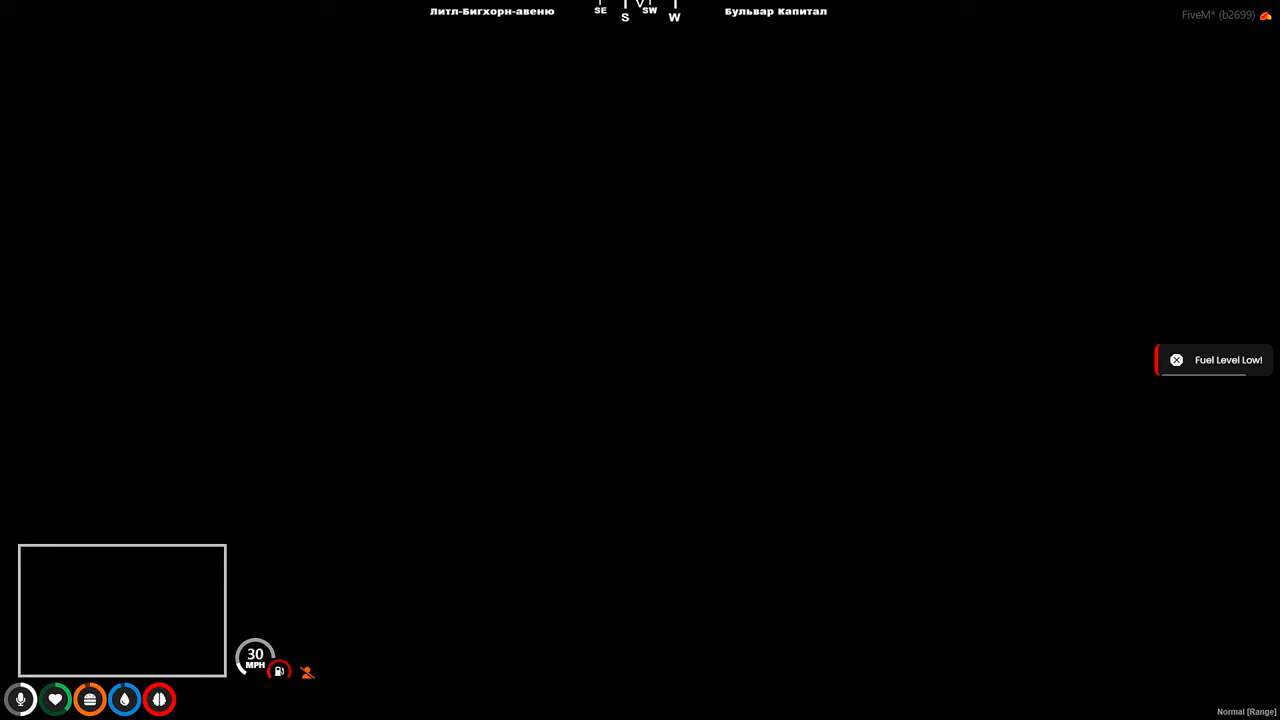 Литл-Бигхорн-авеню
SE
S
SW
W
Бульвар Капитал
FiveM* (b2699)
Fuel Level Low!
30
MPH
Normal [Range]